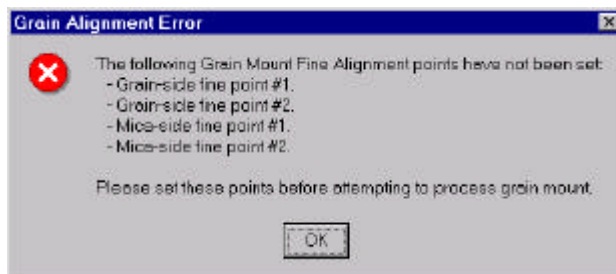 Grain Alignment Error
The following Grain Mount Fine Alignment points have not been set:
- Grain-side fine point #1.
- Grain-side fine point #2.
- Mica-side fine point #1.
- Mica-side fine point #2.
Please set these points before attempting to process grain mount.
OK